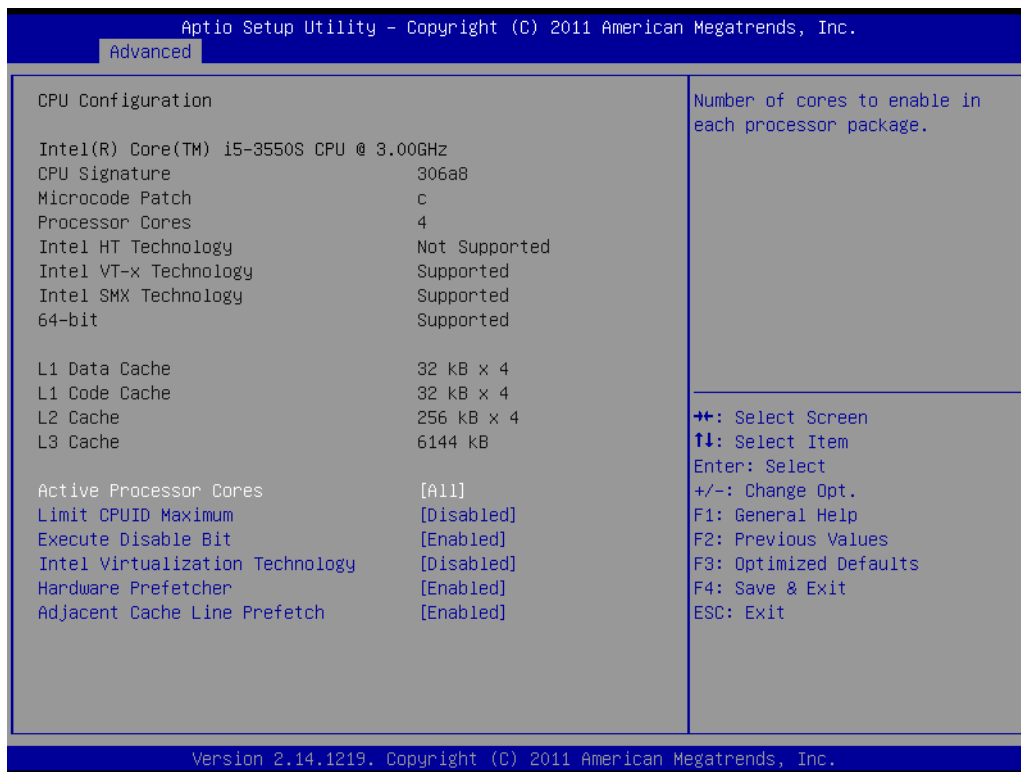 Aptio Setup Utility – Copyright (C) 2011 American Megatrends, Inc.
Advanced
CPU Configuration
Intel(R) Core(TM) i5-3550S CPU @ 3.00GHz
CPU Signature 306a8
Microcode Patch c
Processor Cores 4
Intel HT Technology Not Supported
Intel VT-x Technology Supported
Intel SMX Technology Supported
64-bit Supported
L1 Data Cache 32 kB x 4
L1 Code Cache 32 kB x 4
L2 Cache 256 kB x 4
L3 Cache 6144 kB
Active Processor Cores [All]
Limit CPUID Maximum [Disabled]
Execute Disable Bit [Enabled]
Intel Virtualization Technology [Disabled]
Hardware Prefetcher [Enabled]
Adjacent Cache Line Prefetch [Enabled]
Number of cores to enable in
each processor package.
→←: Select Screen
↑↓: Select Item
Enter: Select
+/-: Change Opt.
F1: General Help
F2: Previous Values
F3: Optimized Defaults
F4: Save & Exit
ESC: Exit
Version 2.14.1219. Copyright (C) 2011 American Megatrends, Inc.